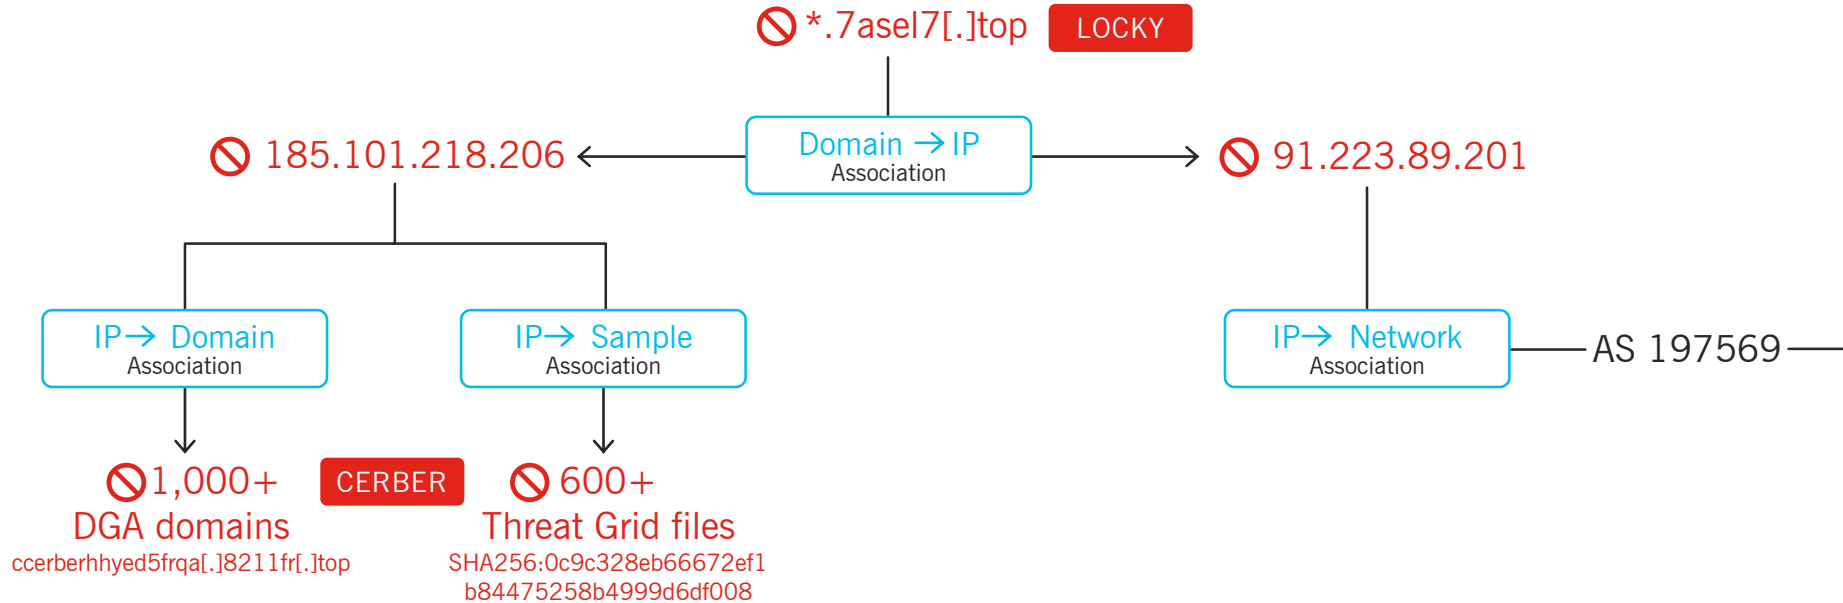 *.7asel7[.]top LOCKY
Domain → IP
Association
185.101.218.206
91.223.89.201
IP → Domain
Association
IP → Sample
Association
IP → Network
Association
AS 197569
1,000+
DGA domains
ccerberhhyed5frqa[.]8211fr[.]top
CERBER
600+
Threat Grid files
SHA256:0c9c328eb66672ef1
b84475258b4999d6df008